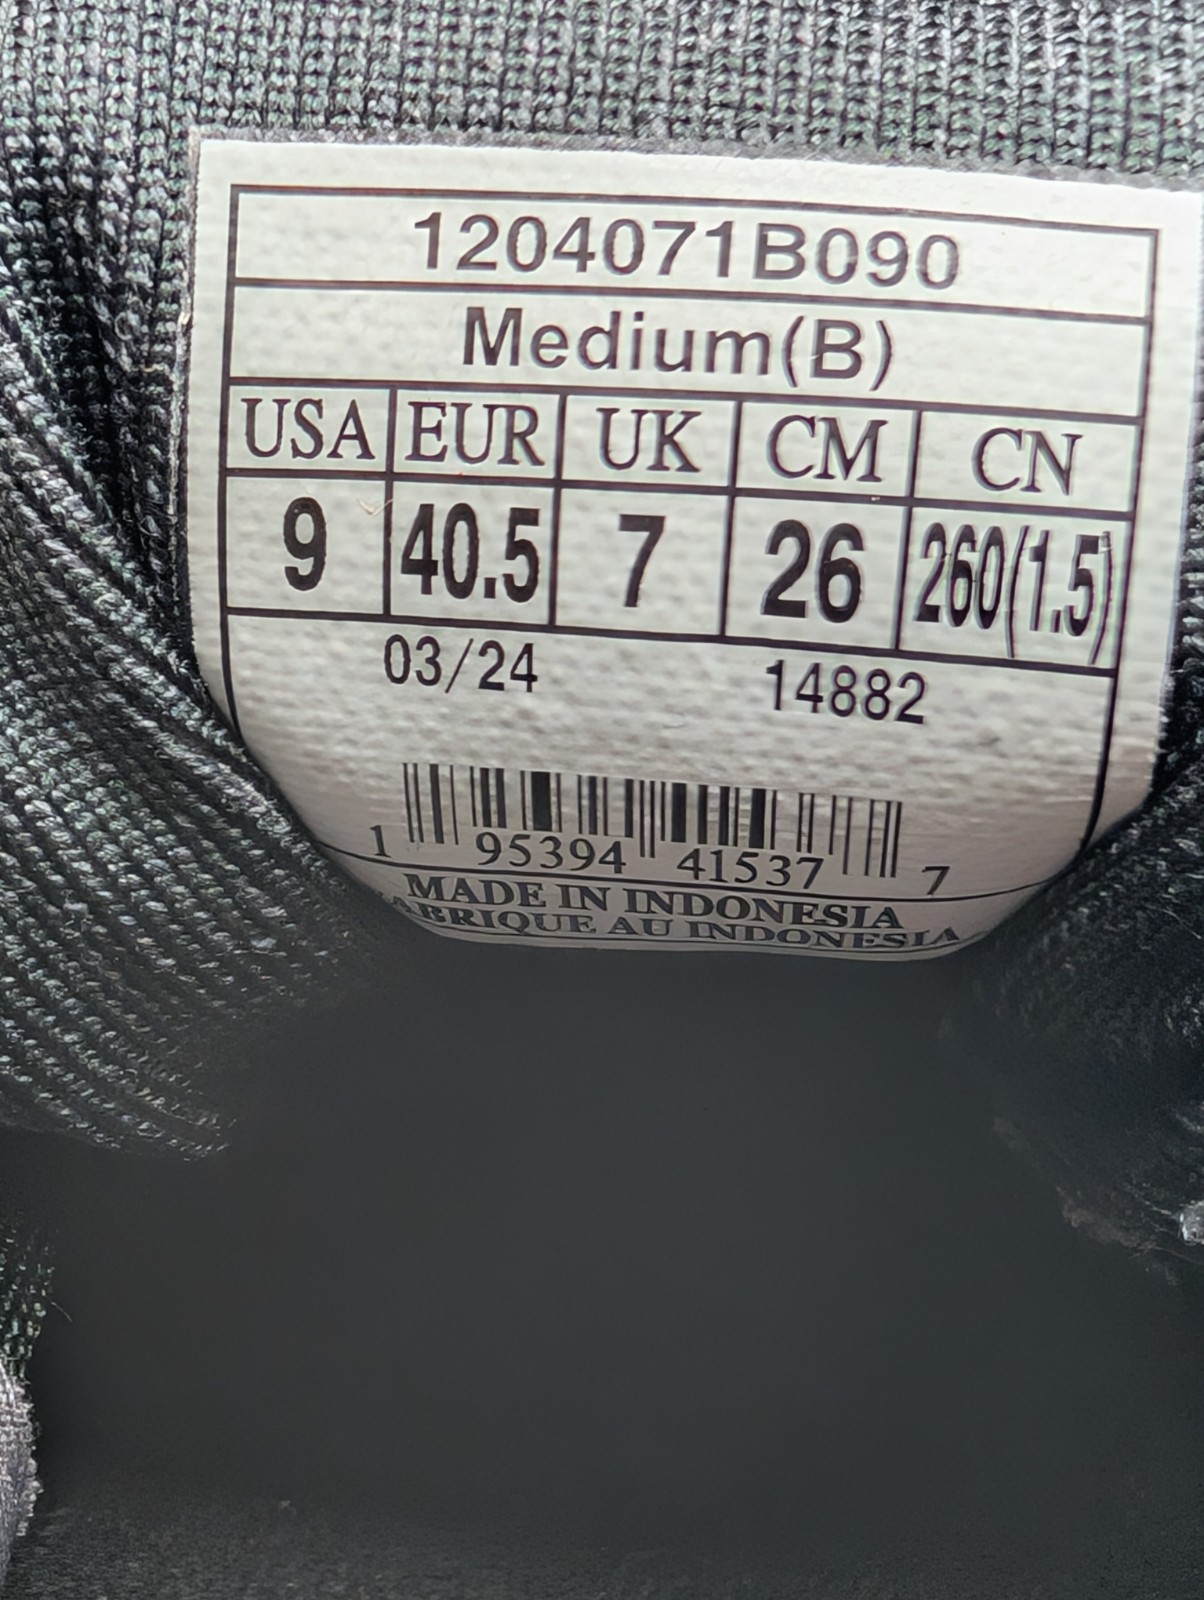 1204071B090
Medium(B)
USA EUR UK CM CN
9 40.5 7 26 260(1.5)
03/24 14882
1 95394 41537 7
MADE IN INDONESIA
FABRIQUE AU INDONESIA